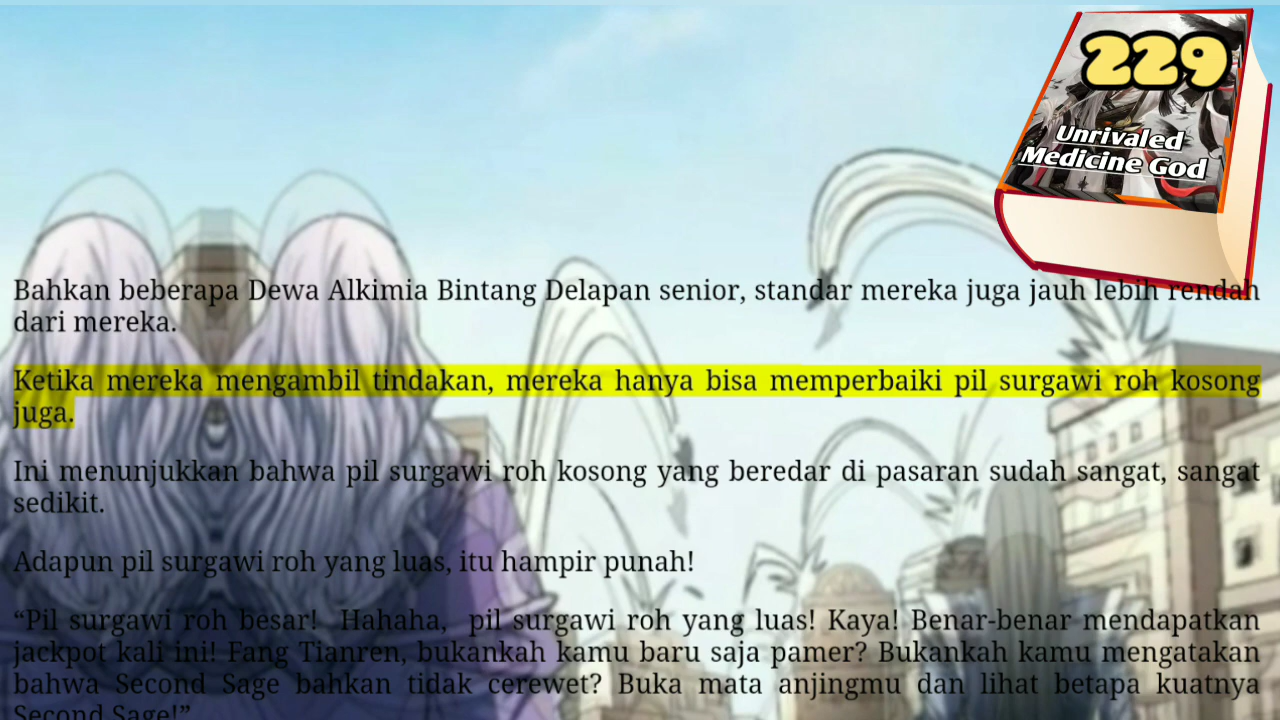 229
Unrivaled
Medicine God
Bahkan beberapa Dewa Alkimia Bintang Delapan senior, standar mereka juga jauh lebih rendah
dari mereka.
Ketika mereka mengambil tindakan, mereka hanya bisa memperbaiki pil surgawi roh kosong
juga.
Ini menunjukkan bahwa pil surgawi roh kosong yang beredar di pasaran sudah sangat, sangat
sedikit.
Adapun pil surgawi roh yang luas, itu hampir punah!
“Pil surgawi roh besar! Hahaha, pil surgawi roh yang luas! Kaya! Benar-benar mendapatkan
jackpot kali ini! Fang Tianren, bukankah kamu baru saja pamer? Bukankah kamu mengatakan
bahwa Second Sage bahkan tidak cerewet? Buka mata anjingmu dan lihat betapa kuatnya
Second Sage!”